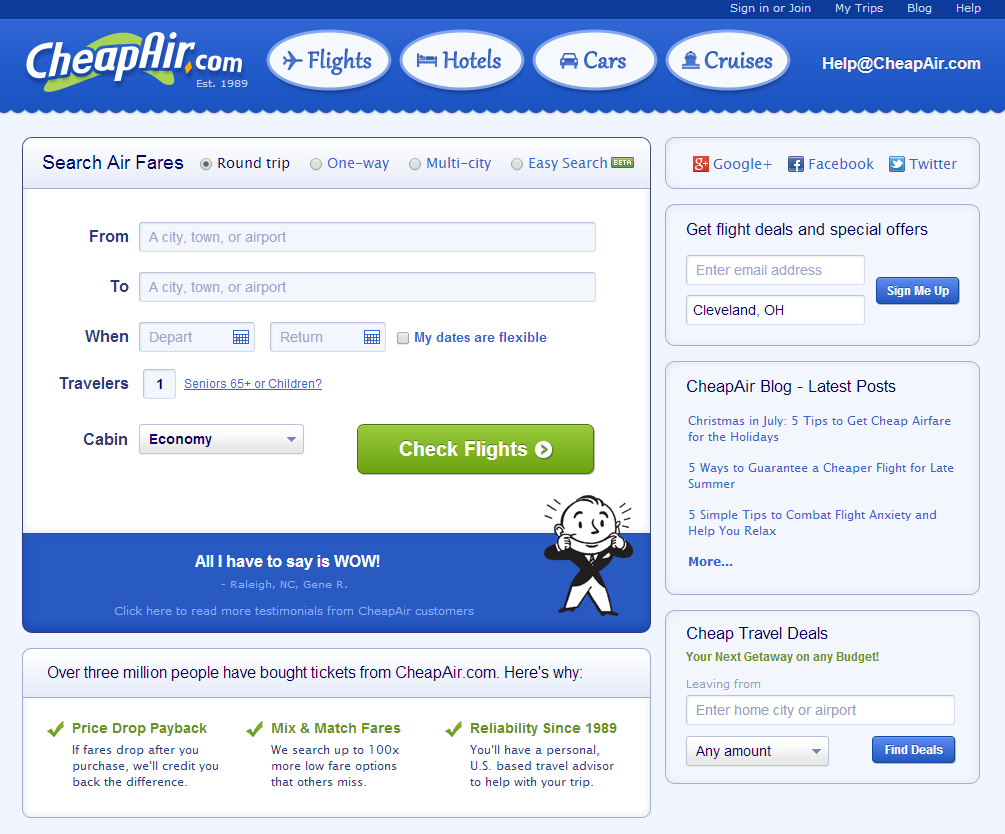 Sign in or Join My Trips Blog Help
CheapAir.com
Est. 1989
Flights
Hotels
Cars
Cruises
Help@CheapAir.com
Search Air Fares Round trip One-way Multi-city Easy Search BETA
From A city, town, or airport
To A city, town, or airport
When Depart Return My dates are flexible
Travelers 1 Seniors 65+ or Children?
Cabin Economy
Check Flights
All I have to say is WOW!
- Raleigh, NC, Gene R.
Click here to read more testimonials from CheapAir customers
Over three million people have bought tickets from CheapAir.com. Here's why:
Price Drop Payback
If fares drop after you
purchase, we'll credit you
back the difference.
Mix & Match Fares
We search up to 100x
more low fare options
that others miss.
Reliability Since 1989
You'll have a personal,
U.S. based travel advisor
to help with your trip.
Google+ Facebook Twitter
Get flight deals and special offers
Enter email address
Cleveland, OH
Sign Me Up
CheapAir Blog - Latest Posts
Christmas in July: 5 Tips to Get Cheap Airfare
for the Holidays
5 Ways to Guarantee a Cheaper Flight for Late
Summer
5 Simple Tips to Combat Flight Anxiety and
Help You Relax
More...
Cheap Travel Deals
Your Next Getaway on any Budget!
Leaving from
Enter home city or airport
Any amount Find Deals